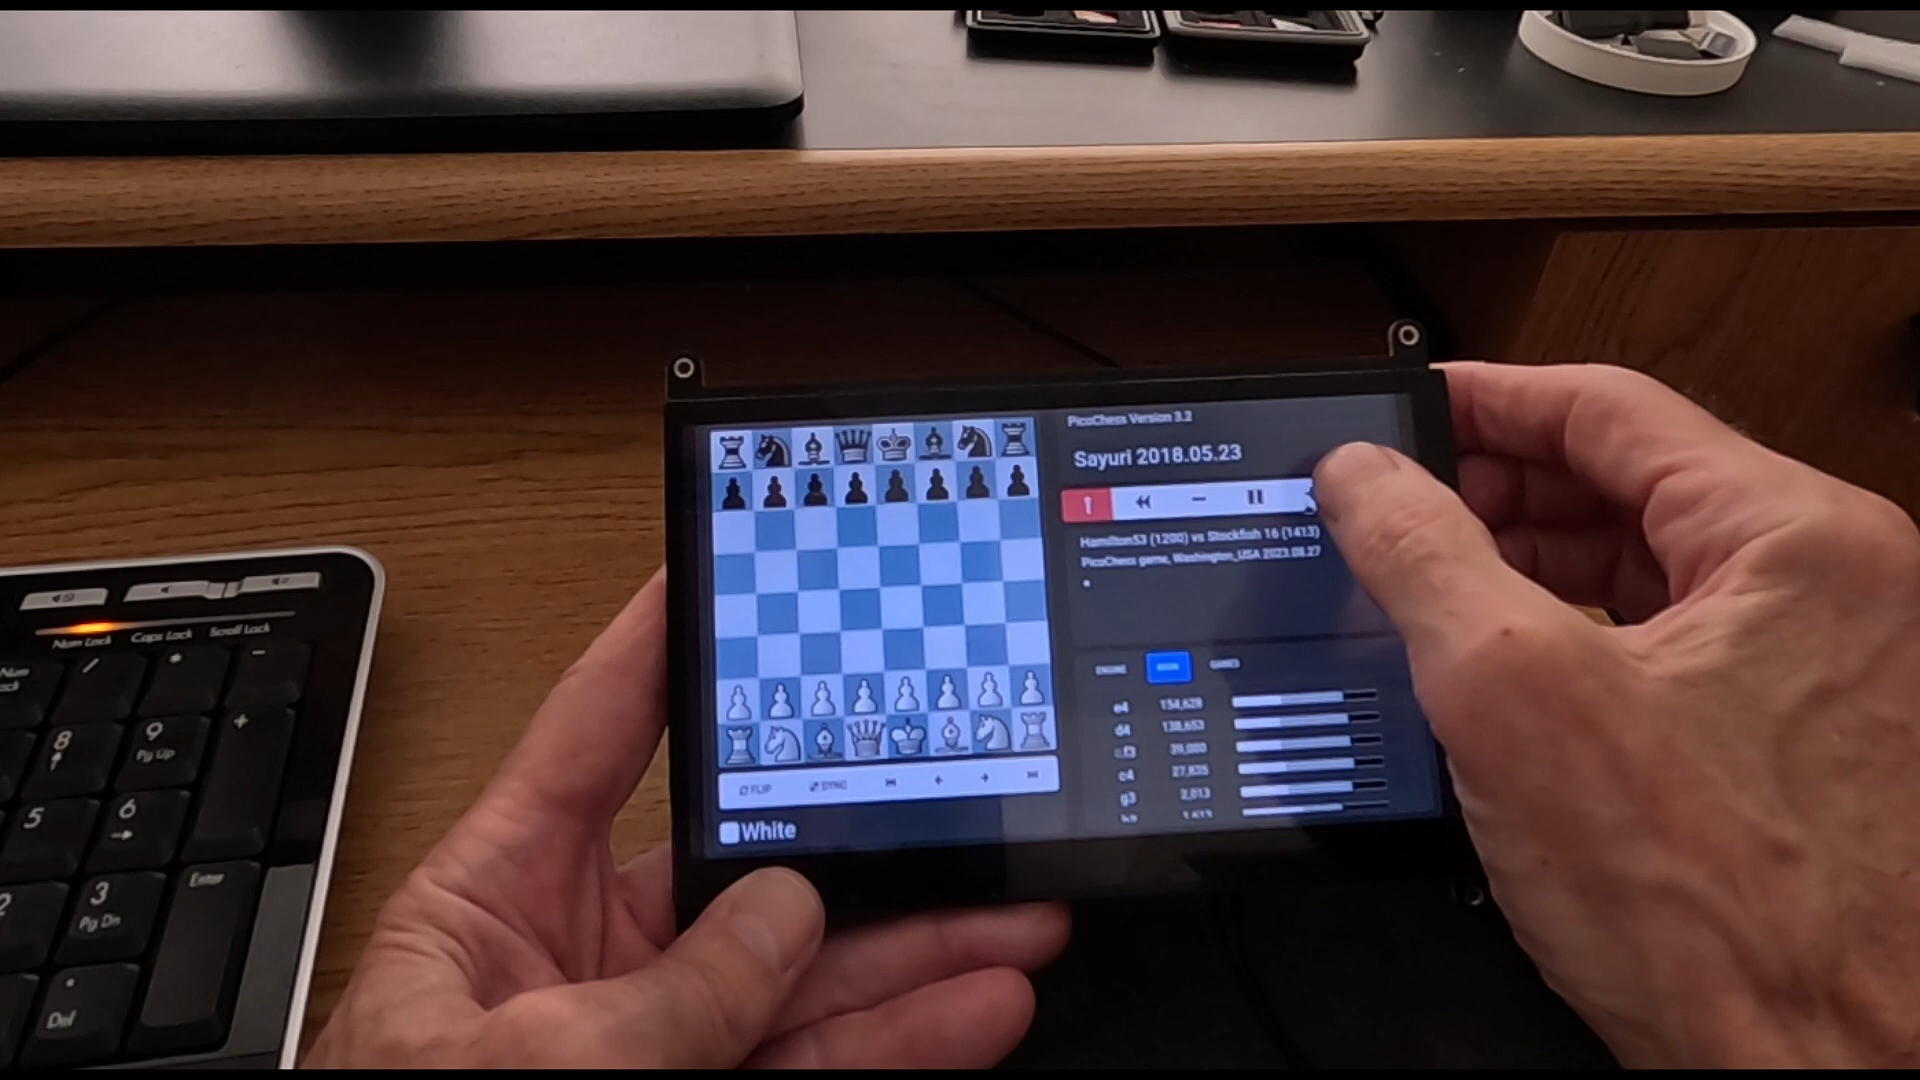 PicoChess Version 3.2
Sayuri 2018.05.23
Hamilton53 (1200) vs Stockfish 16 (1413)
PicoChess game, Washington_USA 2023.08.27
ENGINE BOOK GAMES
e4 154,628
d4 138,653
39,000
c4 27,835
g3 2,013
FLIP SYNC
White
Num Lock Caps Lock Scroll Lock
/ * -
8 9 Pg Up +
5 6
3 Pg Dn Enter
. Del